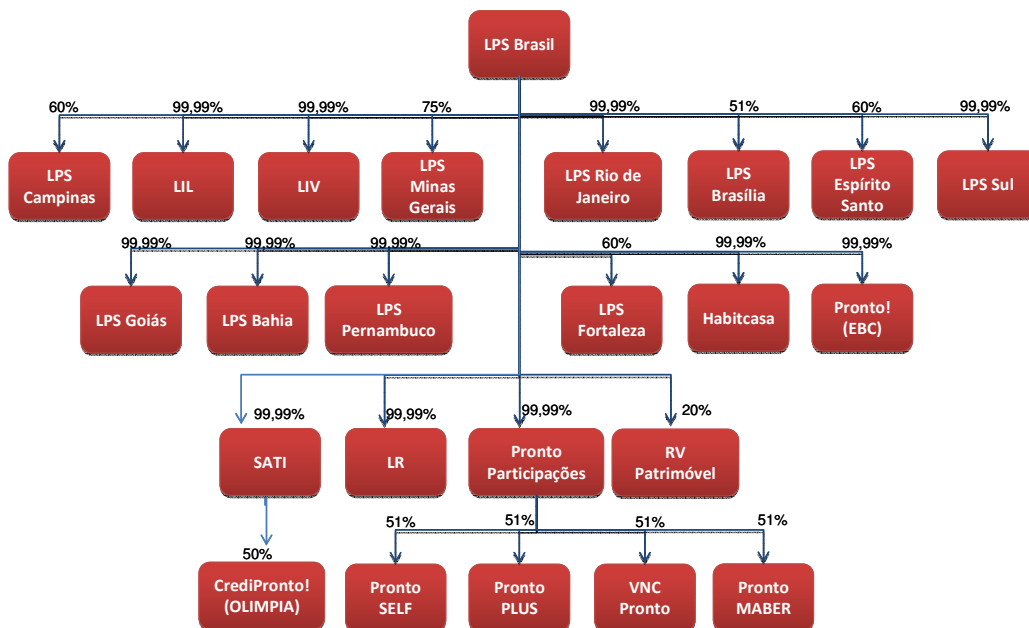 LPS Brasil
60%
99,99%
99,99%
75%
99,99%
51%
60%
99,99%
LPS
Campinas
LIL
LIV
LPS
Minas
Gerais
LPS Rio de
Janeiro
LPS
Brasília
LPS
Espírito
Santo
LPS Sul
99,99%
99,99%
99,99%
60%
99,99%
99,99%
LPS Goiás
LPS Bahia
LPS
Pernambuco
LPS
Fortaleza
Habitcasa
Pronto!
(EBC)
99,99%
99,99%
99,99%
20%
SATI
LR
Pronto
Participações
RV
Patrimóvel
50%
51%
51%
51%
51%
CrediPronto!
(OLIMPIA)
Pronto
SELF
Pronto
PLUS
VNC
Pronto
Pronto
MABER